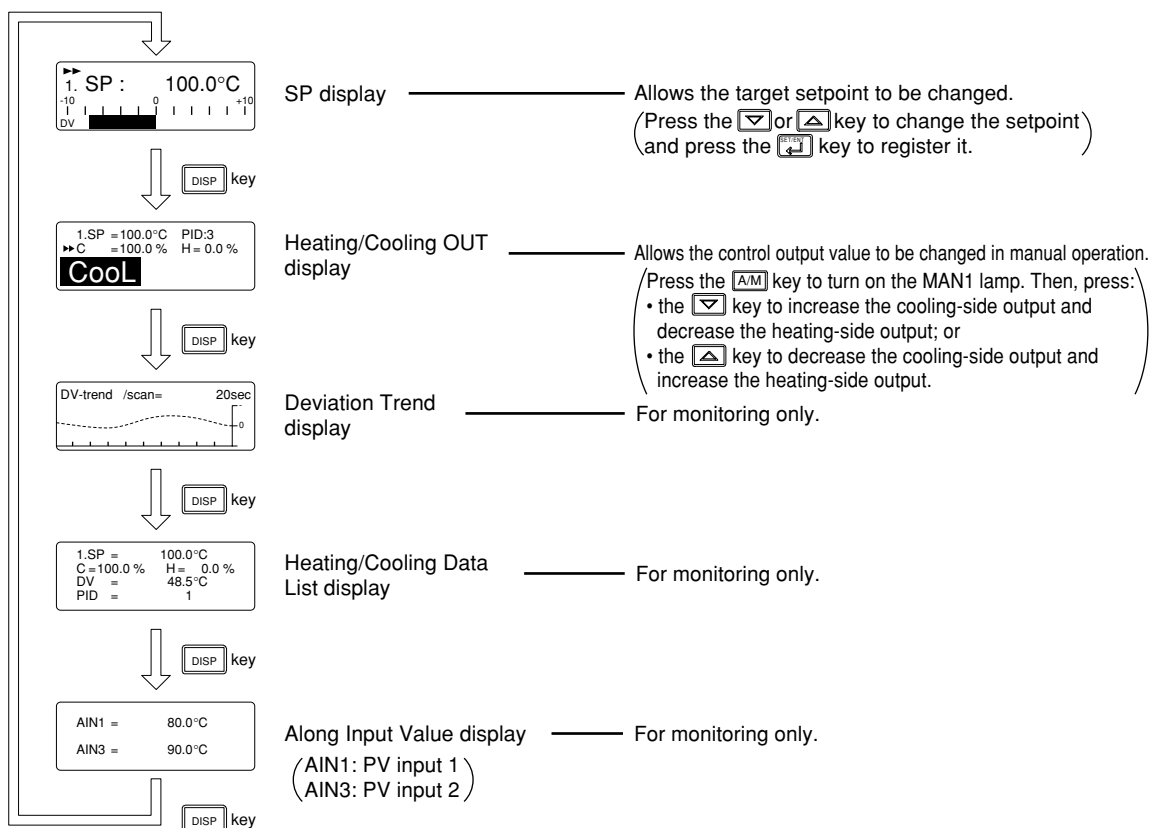 1. SP : 100.0°C
-10 0 +10
DV
SP display
Allows the target setpoint to be changed.
Press the or key to change the setpoint
and press the SET/ENT key to register it.
DISP key
1.SP =100.0°C PID:3
C =100.0 % H= 0.0 %
CooL
Heating/Cooling OUT
display
Allows the control output value to be changed in manual operation.
Press the A/M key to turn on the MAN1 lamp. Then, press:
• the key to increase the cooling-side output and
decrease the heating-side output; or
• the key to decrease the cooling-side output and
increase the heating-side output.
DISP key
DV-trend /scan= 20sec
0
Deviation Trend
display
For monitoring only.
DISP key
1.SP = 100.0°C
C=100.0 % H= 0.0 %
DV = 48.5°C
PID = 1
Heating/Cooling Data
List display
For monitoring only.
DISP key
AIN1 = 80.0°C
AIN3 = 90.0°C
Along Input Value display
(AIN1: PV input 1
AIN3: PV input 2)
For monitoring only.
DISP key